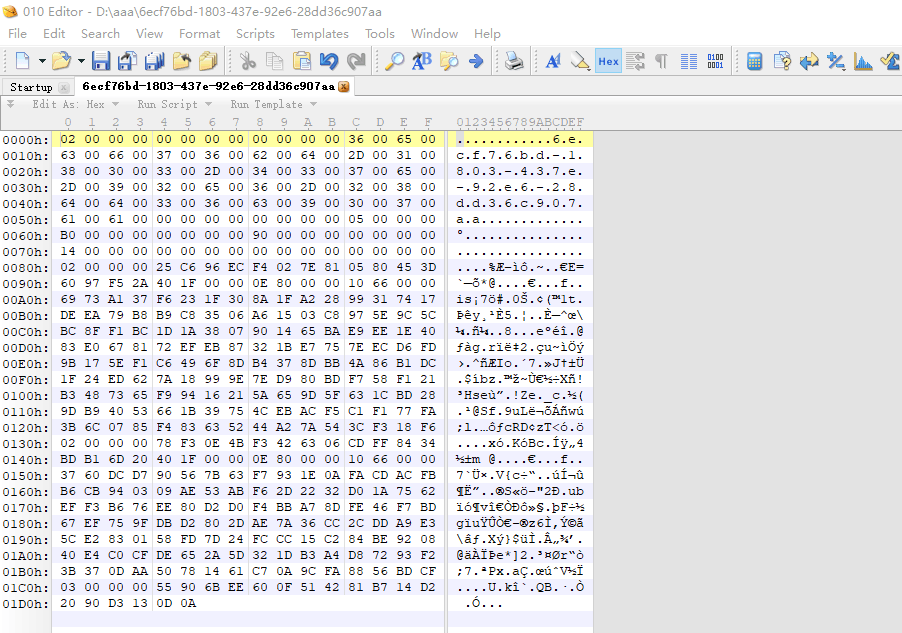 010 Editor - D:\aaa\6ecf76bd-1803-437e-92e6-28dd36c907aa
File Edit Search View Format Scripts Templates Tools Window Help
Hex
Startup 6ecf76bd-1803-437e-92e6-28dd36c907aa
Edit As: Hex Run Script Run Template
0 1 2 3 4 5 6 7 8 9 A B C D E F 0123456789ABCDEF
0000h: 02 00 00 00 00 00 00 00 00 00 00 00 36 00 65 00 ............6.e.
0010h: 63 00 66 00 37 00 36 00 62 00 64 00 2D 00 31 00 c.f.7.6.b.d.-.1.
0020h: 38 00 30 00 33 00 2D 00 34 00 33 00 37 00 65 00 8.0.3.-.4.3.7.e.
0030h: 2D 00 39 00 32 00 65 00 36 00 2D 00 32 00 38 00 -.9.2.e.6.-.2.8.
0040h: 64 00 64 00 33 00 36 00 63 00 39 00 30 00 37 00 d.d.3.6.c.9.0.7.
0050h: 61 00 61 00 00 00 00 00 00 00 00 00 05 00 00 00 a.a.............
0060h: B0 00 00 00 00 00 00 00 90 00 00 00 00 00 00 00 °...............
0070h: 14 00 00 00 00 00 00 00 00 00 00 00 00 00 00 00 ................
0080h: 02 00 00 00 25 C6 96 EC F4 02 7E 81 05 80 45 3D ....%Æ–ìô.~..€E=
0090h: 60 97 F5 2A 40 1F 00 00 0E 80 00 00 10 66 00 00 `—õ*@....€...f..
00A0h: 69 73 A1 37 F6 23 1F 30 8A 1F A2 28 99 31 74 17 is¡7ö#.0Š.¢(™1t.
00B0h: DE EA 79 B8 B9 C8 35 06 A6 15 03 C8 97 5E 9C 5C Þêy¸¹È5.¦..È—^œ\
00C0h: BC 8F F1 BC 1D 1A 38 07 90 14 65 BA E9 EE 1E 40 ¼.ñ¼..8...eºéî.@
00D0h: 83 E0 67 81 72 EF EB 87 32 1B E7 75 7E EC D6 FD ƒàg.rïë‡2.çu~ìÖý
00E0h: 9B 17 5E F1 C6 49 6F 8D B4 37 8D BB 4A 86 B1 DC ›.^ñÆIo.´7.»J†±Ü
00F0h: 1F 24 ED 62 7A 18 99 9E 7E D9 80 BD F7 58 F1 21 .$íbz.™ž~Ù€½÷Xñ!
0100h: B3 48 73 65 F9 94 16 21 5A 65 9D 5F 63 1C BD 28 ³Hseù”.!Ze._c.½(
0110h: 9D B9 40 53 66 1B 39 75 4C EB AC F5 C1 F1 77 FA .¹@Sf.9uLë¬õÁñwú
0120h: 3B 6C 07 85 F4 83 63 52 44 A2 7A 54 3C F3 18 F6 ;l.…ôƒcRD¢zT<ó.ö
0130h: 02 00 00 00 78 F3 0E 4B F3 42 63 06 CD FF 84 34 ....xó.KóBc.Íÿ„4
0140h: BD B1 6D 20 40 1F 00 00 0E 80 00 00 10 66 00 00 ½±m @....€...f..
0150h: 37 60 DC D7 90 56 7B 63 F7 93 1E 0A FA CD AC FB 7`Ü×.V{c÷“..úÍ¬û
0160h: B6 CB 94 03 09 AE 53 AB F6 2D 22 32 D0 1A 75 62 ¶Ë”..®S«ö-"2Ð.ub
0170h: EF F3 B6 76 EE 80 D2 D0 F4 BB A7 8D FE 46 F7 BD ïó¶vî€ÒÐô»§.þF÷½
0180h: 67 EF 75 9F DB D2 80 2D AE 7A 36 CC 2C DD A9 E3 gïuŸÛÒ€-®z6Ì,Ý©ã
0190h: 5C E2 83 01 58 FD 7D 24 FC CC 15 C2 84 BE 92 08 \âƒ.Xý}$üÌ.Â„¾’.
01A0h: 40 E4 C0 CF DE 65 2A 5D 32 1D B3 A4 D8 72 93 F2 @äÀÏÞe*]2.³¤Ør“ò
01B0h: 3B 37 0D AA 50 78 14 61 C7 0A 9C FA 88 56 BD CF ;7.ªPx.aÇ.œúˆV½Ï
01C0h: 03 00 00 00 55 90 6B EE 60 0F 51 42 81 B7 14 D2 ....U.kî`.QB.·.Ò
01D0h: 20 90 D3 13 0D 0A .Ó...